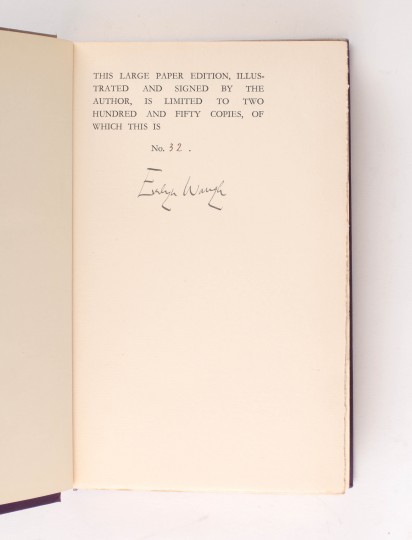 THIS LARGE PAPER EDITION, ILLUS-
TRATED AND SIGNED BY THE
AUTHOR, IS LIMITED TO TWO
HUNDRED AND FIFTY COPIES, OF
WHICH THIS IS
No. 32.
Evelyn Waugh